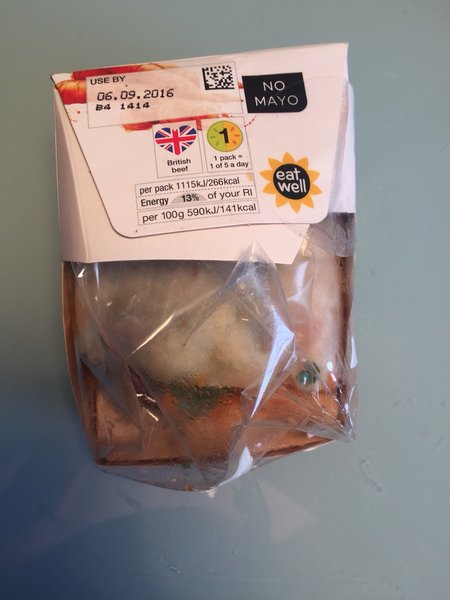 USE BY
06.09.2016
B4 1414
NO
MAYO
British
beef
1
1 pack =
1 of 5 a day
eat
well
per pack 1115kJ/266kcal
Energy 13% of your RI
per 100g 590kJ/141kcal